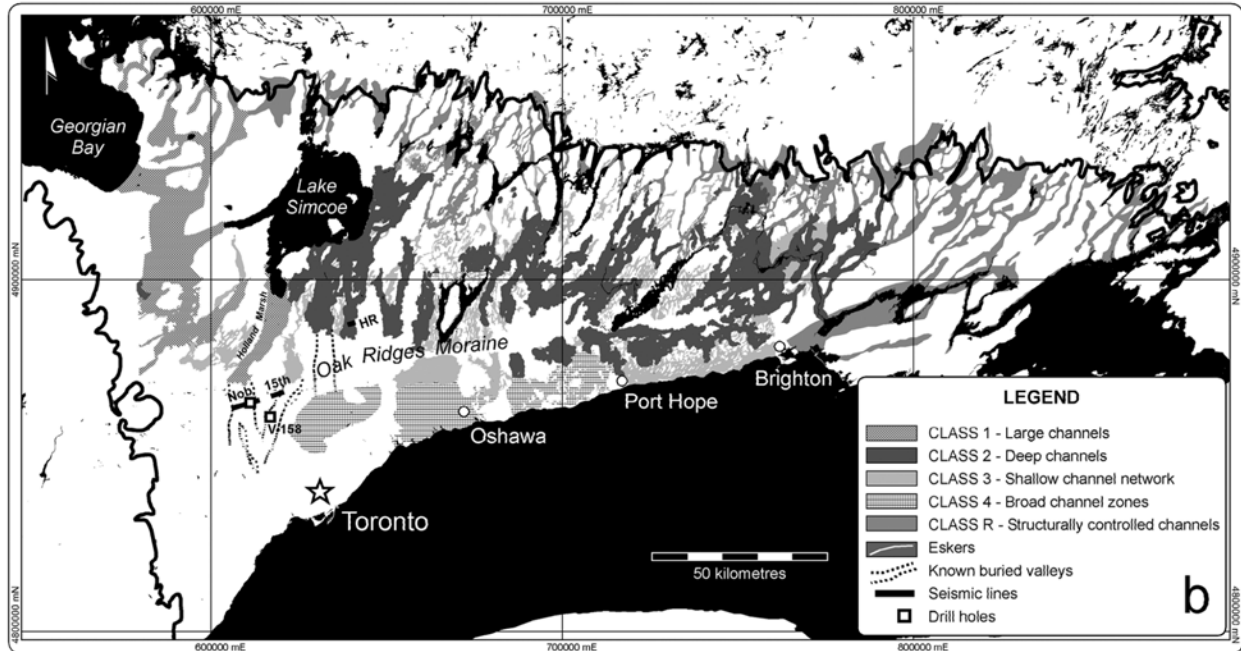 600000 mE
700000 mE
800000 mE
Georgian
Bay
Lake
Simcoe
4900000 mN
4900000 mN
Holland Marsh
HR
Oak Ridges Moraine
Nob.
15th
V-158
Brighton
Port Hope
Oshawa
Toronto
50 kilometres
LEGEND
CLASS 1 - Large channels
CLASS 2 - Deep channels
CLASS 3 - Shallow channel network
CLASS 4 - Broad channel zones
CLASS R - Structurally controlled channels
Eskers
Known buried valleys
Seismic lines
Drill holes
b
4800000 mN
4800000 mN
600000 mE
700000 mE
800000 mE